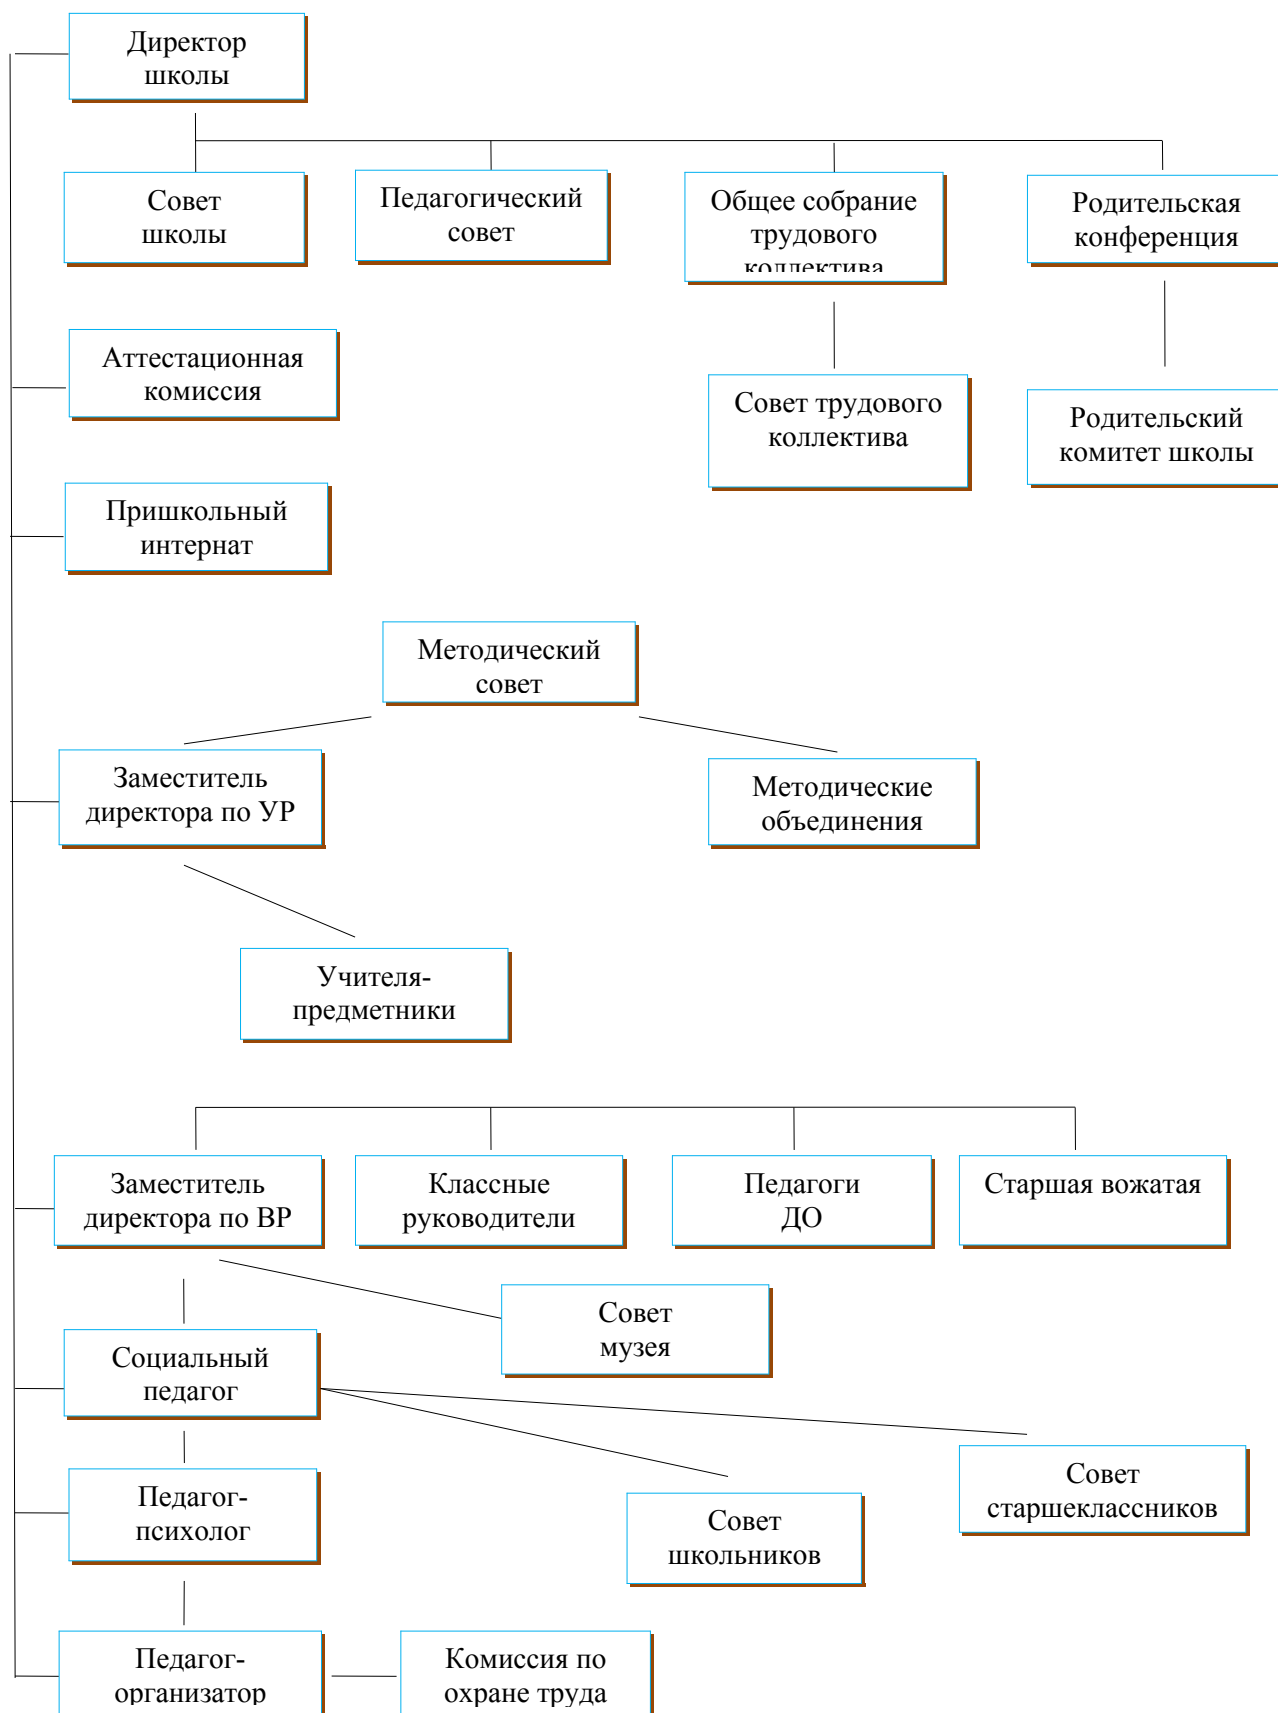 Директор
школы
Совет
школы
Педагогический
совет
Общее собрание
трудового
коллектива
Родительская
конференция
Аттестационная
комиссия
Совет трудового
коллектива
Родительский
комитет школы
Пришкольный
интернат
Методический
совет
Заместитель
директора по УР
Методические
объединения
Учителя-
предметники
Заместитель
директора по ВР
Классные
руководители
Педагоги
ДО
Старшая вожатая
Совет
музея
Социальный
педагог
Совет
старшеклассников
Педагог-
психолог
Совет
школьников
Педагог-
организатор
Комиссия по
охране труда